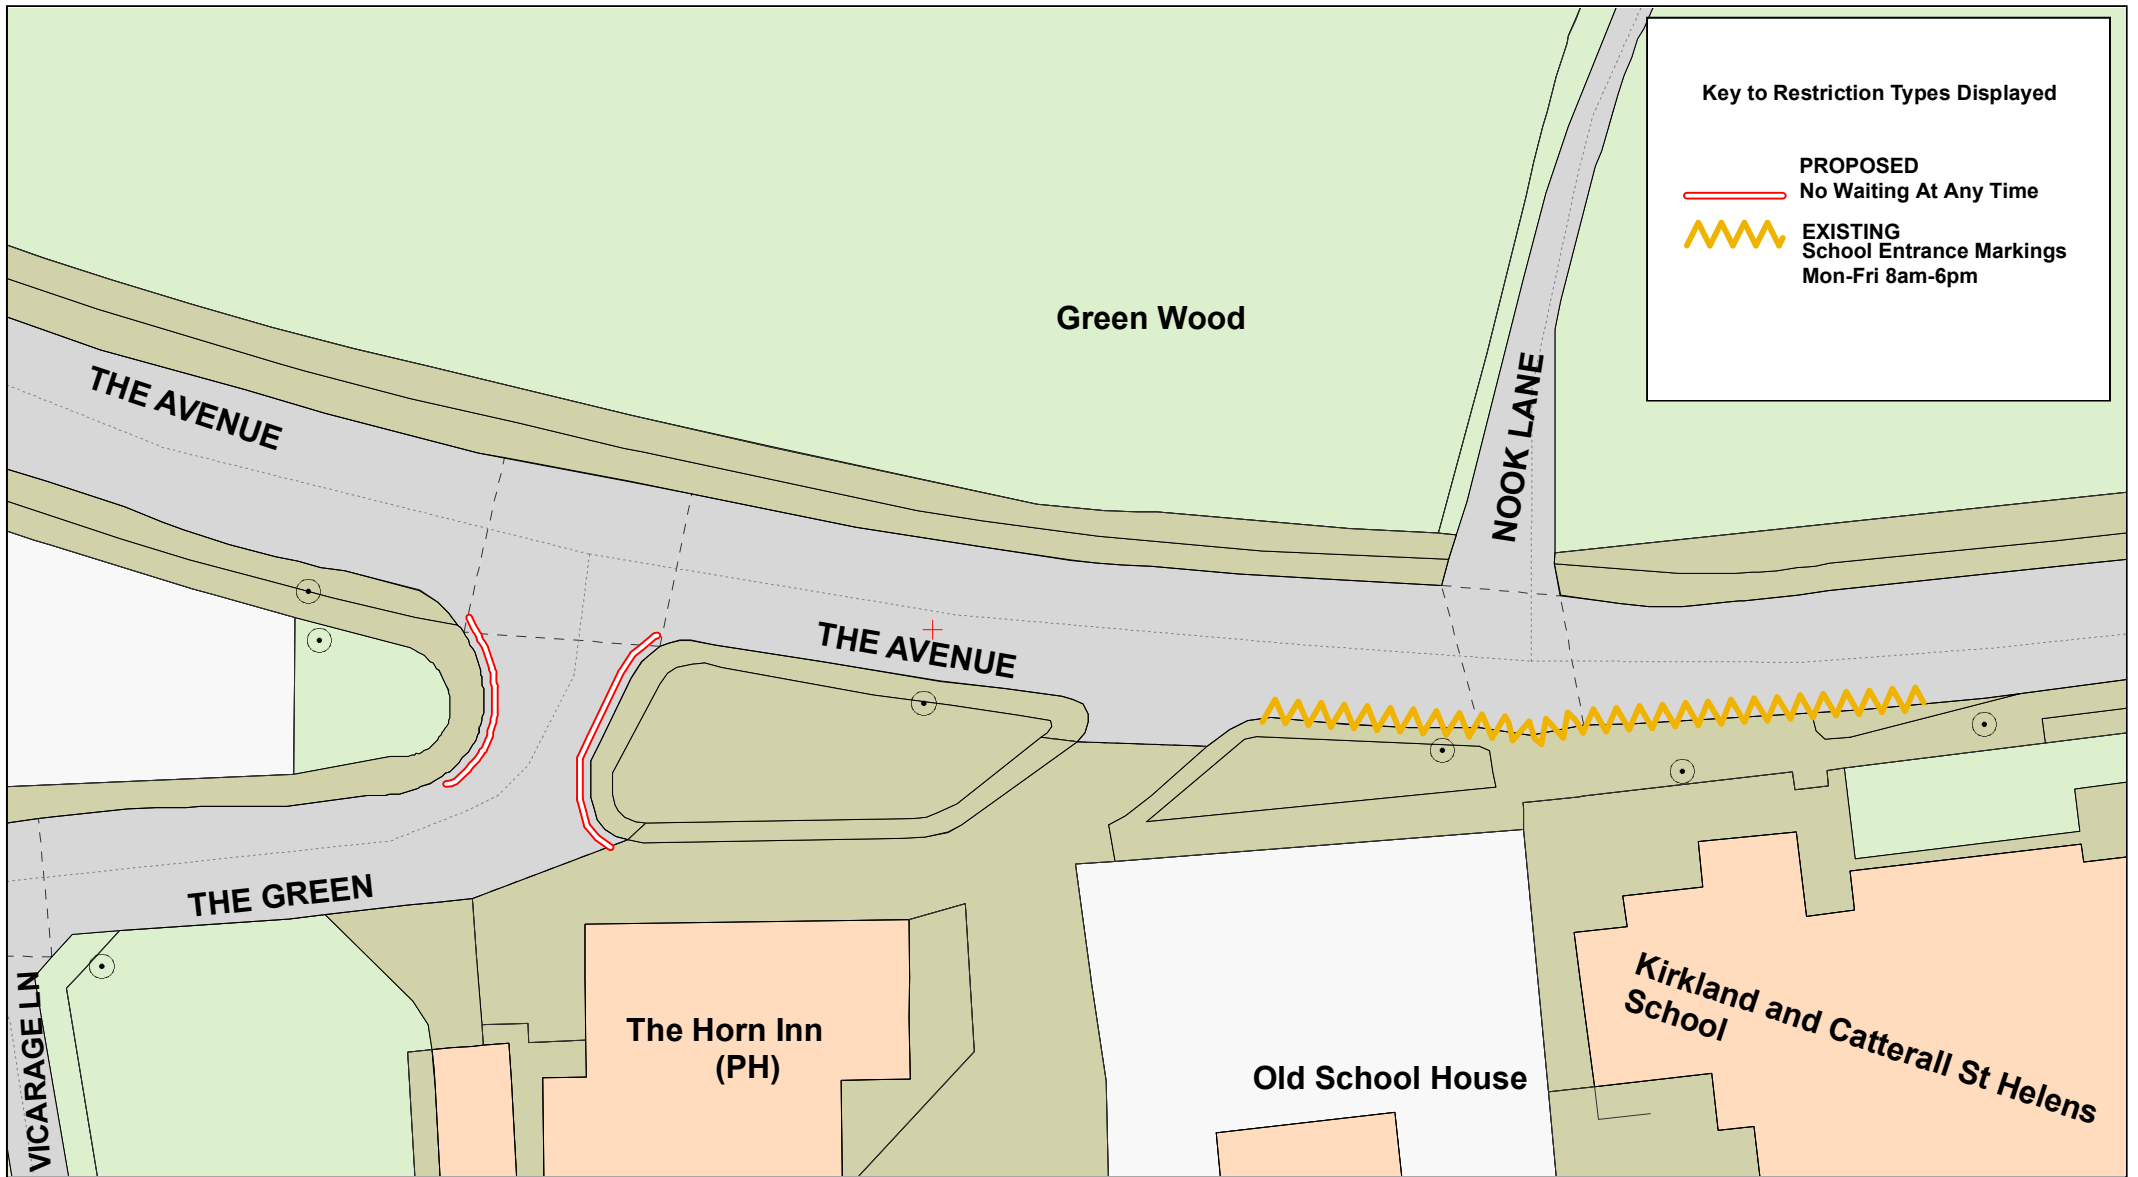 Key to Restriction Types Displayed
PROPOSED
No Waiting At Any Time
EXISTING
School Entrance Markings
Mon-Fri 8am-6pm
Green Wood
THE AVENUE
NOOK LANE
THE AVENUE
THE GREEN
VICARAGE LN
The Horn Inn
(PH)
Old School House
Kirkland and Catterall St Helens
School